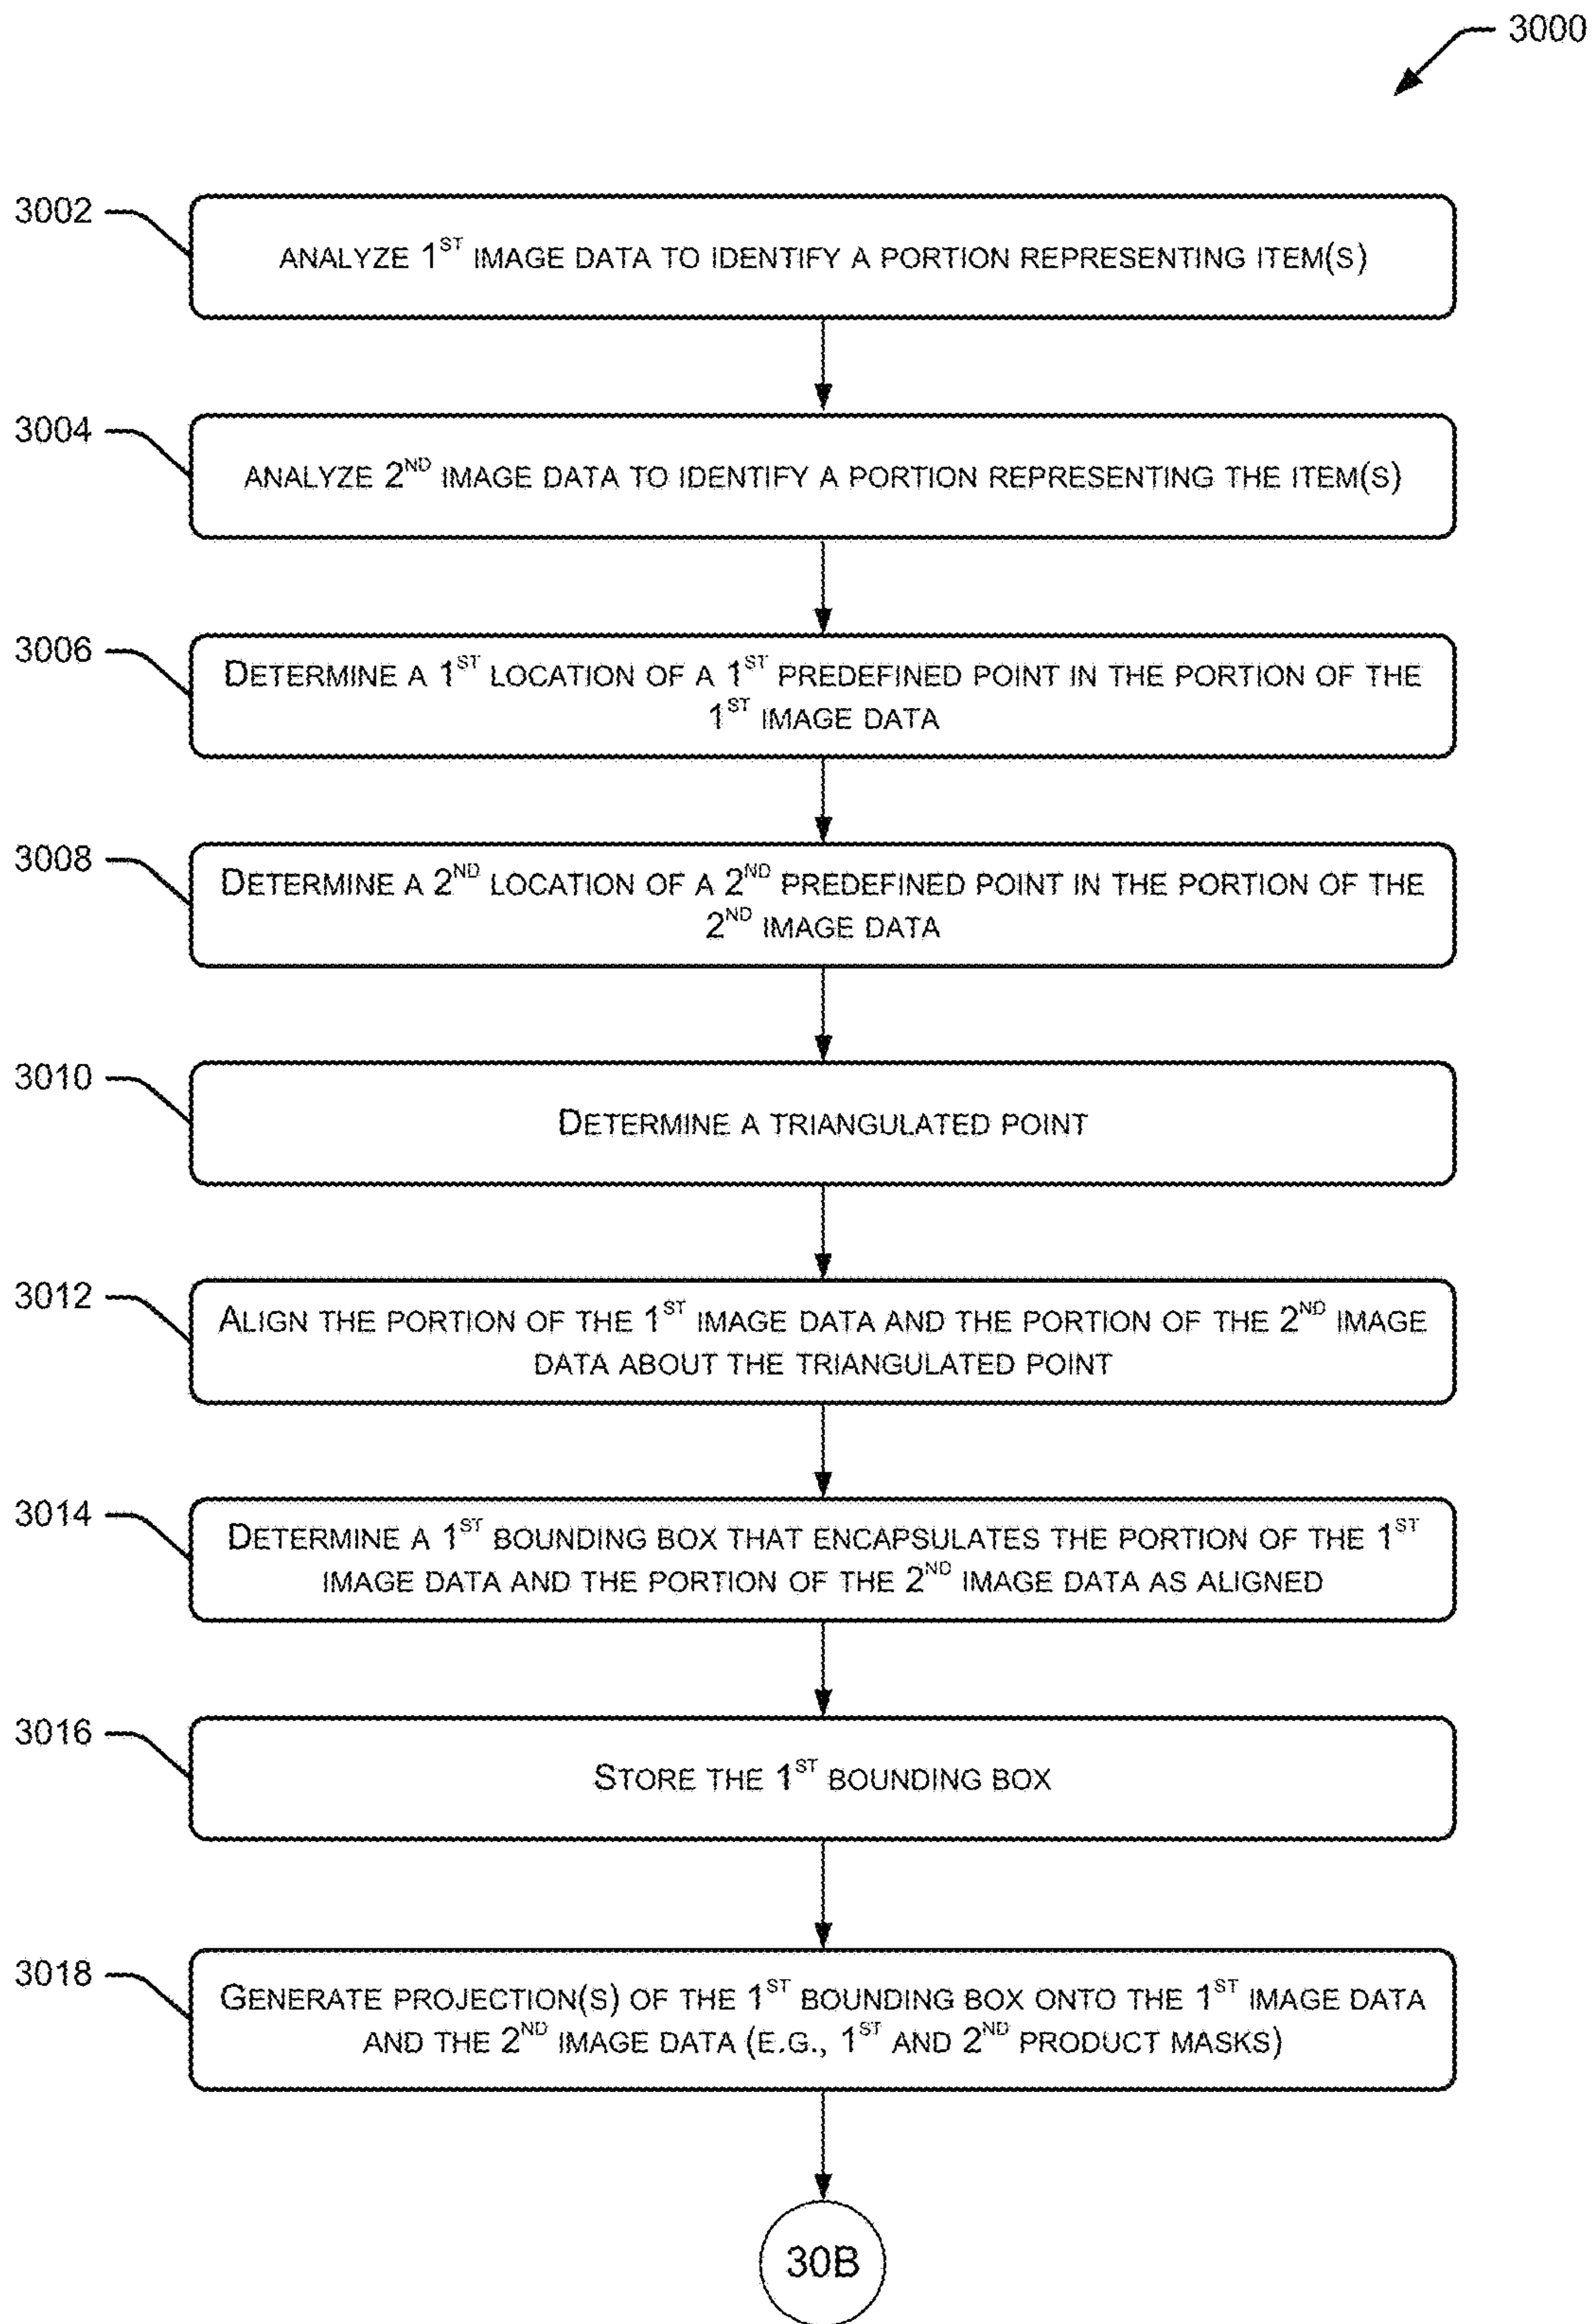 3000
3002
ANALYZE 1ST IMAGE DATA TO IDENTIFY A PORTION REPRESENTING ITEM(S)
3004
ANALYZE 2ND IMAGE DATA TO IDENTIFY A PORTION REPRESENTING THE ITEM(S)
3006
DETERMINE A 1ST LOCATION OF A 1ST PREDEFINED POINT IN THE PORTION OF THE
1ST IMAGE DATA
3008
DETERMINE A 2ND LOCATION OF A 2ND PREDEFINED POINT IN THE PORTION OF THE
2ND IMAGE DATA
3010
DETERMINE A TRIANGULATED POINT
3012
ALIGN THE PORTION OF THE 1ST IMAGE DATA AND THE PORTION OF THE 2ND IMAGE
DATA ABOUT THE TRIANGULATED POINT
3014
DETERMINE A 1ST BOUNDING BOX THAT ENCAPSULATES THE PORTION OF THE 1ST
IMAGE DATA AND THE PORTION OF THE 2ND IMAGE DATA AS ALIGNED
3016
STORE THE 1ST BOUNDING BOX
3018
GENERATE PROJECTION(S) OF THE 1ST BOUNDING BOX ONTO THE 1ST IMAGE DATA
AND THE 2ND IMAGE DATA (E.G., 1ST AND 2ND PRODUCT MASKS)
30B